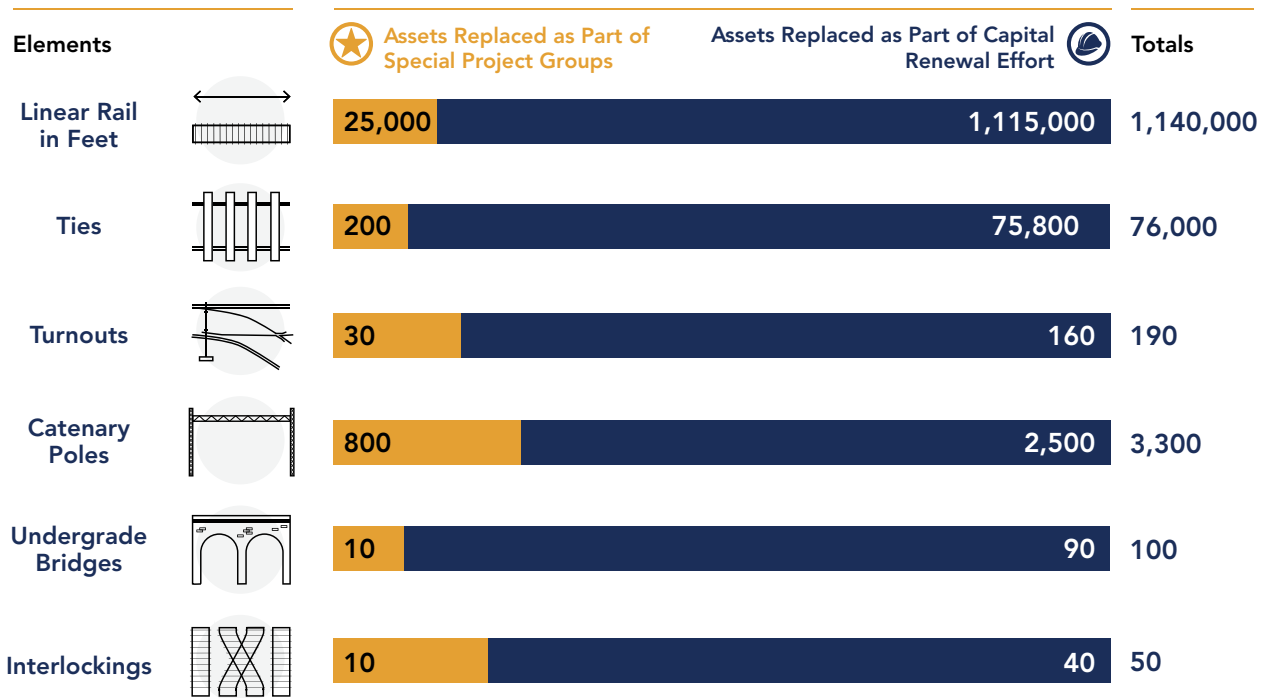 Elements
Assets Replaced as Part of
Special Project Groups
Assets Replaced as Part of Capital
Renewal Effort
Totals
Linear Rail
in Feet
25,000
1,115,000
1,140,000
Ties
200
75,800
76,000
Turnouts
30
160
190
Catenary
Poles
800
2,500
3,300
Undergrade
Bridges
10
90
100
Interlockings
10
40
50